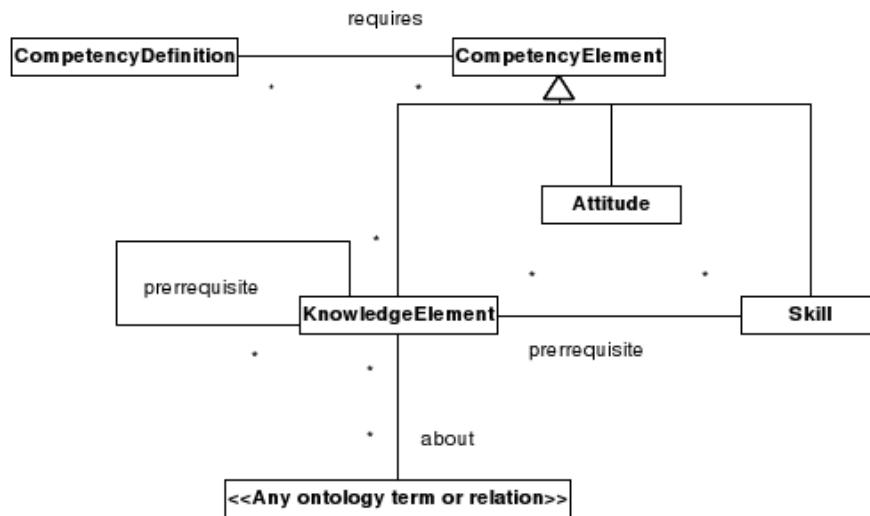 requires
CompetencyDefinition
CompetencyElement
* *
Attitude
*
* *
prerrequisite
KnowledgeElement
Skill
prerrequisite
*
*
*
about
<<Any ontology term or relation>>